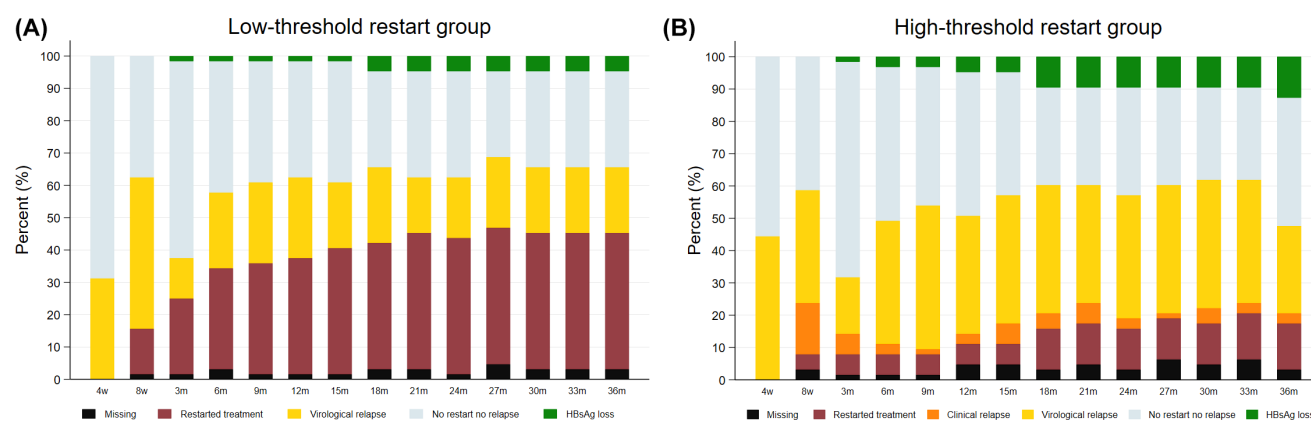 (A) Low-threshold restart group
Percent (%)
100
90
80
70
60
50
40
30
20
10
0
4w 8w 3m 6m 9m 12m 15m 18m 21m 24m 27m 30m 33m 36m
Missing Restarted treatment Virological relapse No restart no relapse HBsAg loss
(B) High-threshold restart group
Percent (%)
100
90
80
70
60
50
40
30
20
10
0
4w 8w 3m 6m 9m 12m 15m 18m 21m 24m 27m 30m 33m 36m
Missing Restarted treatment Clinical relapse Virological relapse No restart no relapse HBsAg loss